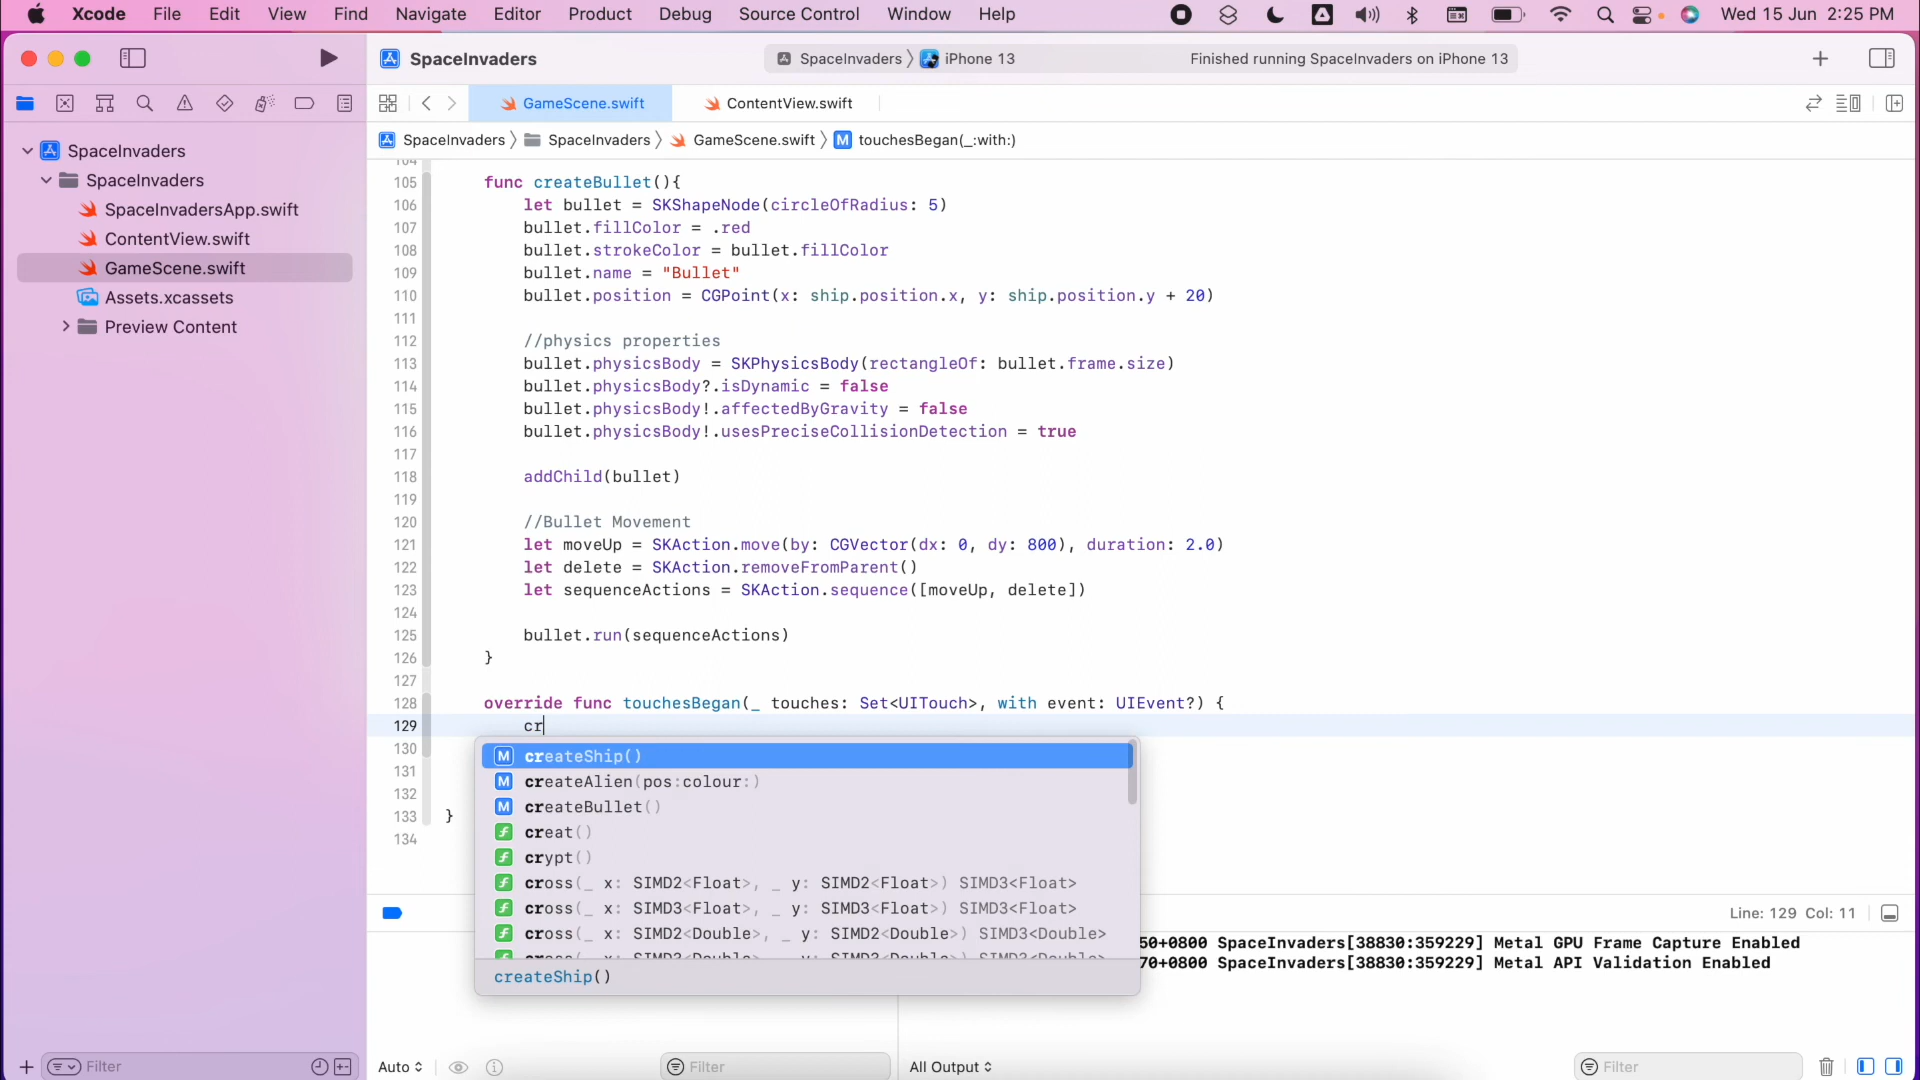 Xcode File Edit View Find Navigate Editor Product Debug Source Control Window Help Wed 15 Jun 2:25 PM
SpaceInvaders SpaceInvaders iPhone 13 Finished running SpaceInvaders on iPhone 13
GameScene.swift ContentView.swift
SpaceInvaders SpaceInvaders GameScene.swift M touchesBegan(_:with:)
SpaceInvaders
SpaceInvaders
SpaceInvadersApp.swift
ContentView.swift
GameScene.swift
Assets.xcassets
Preview Content
104
105 func createBullet(){
106 let bullet = SKShapeNode(circleOfRadius: 5)
107 bullet.fillColor = .red
108 bullet.strokeColor = bullet.fillColor
109 bullet.name = "Bullet"
110 bullet.position = CGPoint(x: ship.position.x, y: ship.position.y + 20)
111
112 //physics properties
113 bullet.physicsBody = SKPhysicsBody(rectangleOf: bullet.frame.size)
114 bullet.physicsBody?.isDynamic = false
115 bullet.physicsBody!.affectedByGravity = false
116 bullet.physicsBody!.usesPreciseCollisionDetection = true
117
118 addChild(bullet)
119
120 //Bullet Movement
121 let moveUp = SKAction.move(by: CGVector(dx: 0, dy: 800), duration: 2.0)
122 let delete = SKAction.removeFromParent()
123 let sequenceActions = SKAction.sequence([moveUp, delete])
124
125 bullet.run(sequenceActions)
126 }
127
128 override func touchesBegan(_ touches: Set<UITouch>, with event: UIEvent?) {
129 cr
130
131
132
133 }
134
M createShip()
M createAlien(pos:colour:)
M createBullet()
f creat()
f crypt()
f cross(_ x: SIMD2<Float>, _ y: SIMD2<Float>) SIMD3<Float>
f cross(_ x: SIMD3<Float>, _ y: SIMD3<Float>) SIMD3<Float>
f cross(_ x: SIMD2<Double>, _ y: SIMD2<Double>) SIMD3<Double>
createShip()
Line: 129 Col: 11
50+0800 SpaceInvaders[38830:359229] Metal GPU Frame Capture Enabled
70+0800 SpaceInvaders[38830:359229] Metal API Validation Enabled
Filter Auto Filter All Output Filter